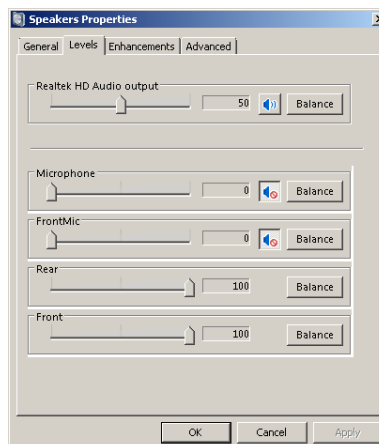 Speakers Properties
General Levels Enhancements Advanced
Realtek HD Audio output
50 Balance
Microphone
0 Balance
FrontMic
0 Balance
Rear
100 Balance
Front
100 Balance
OK Cancel Apply